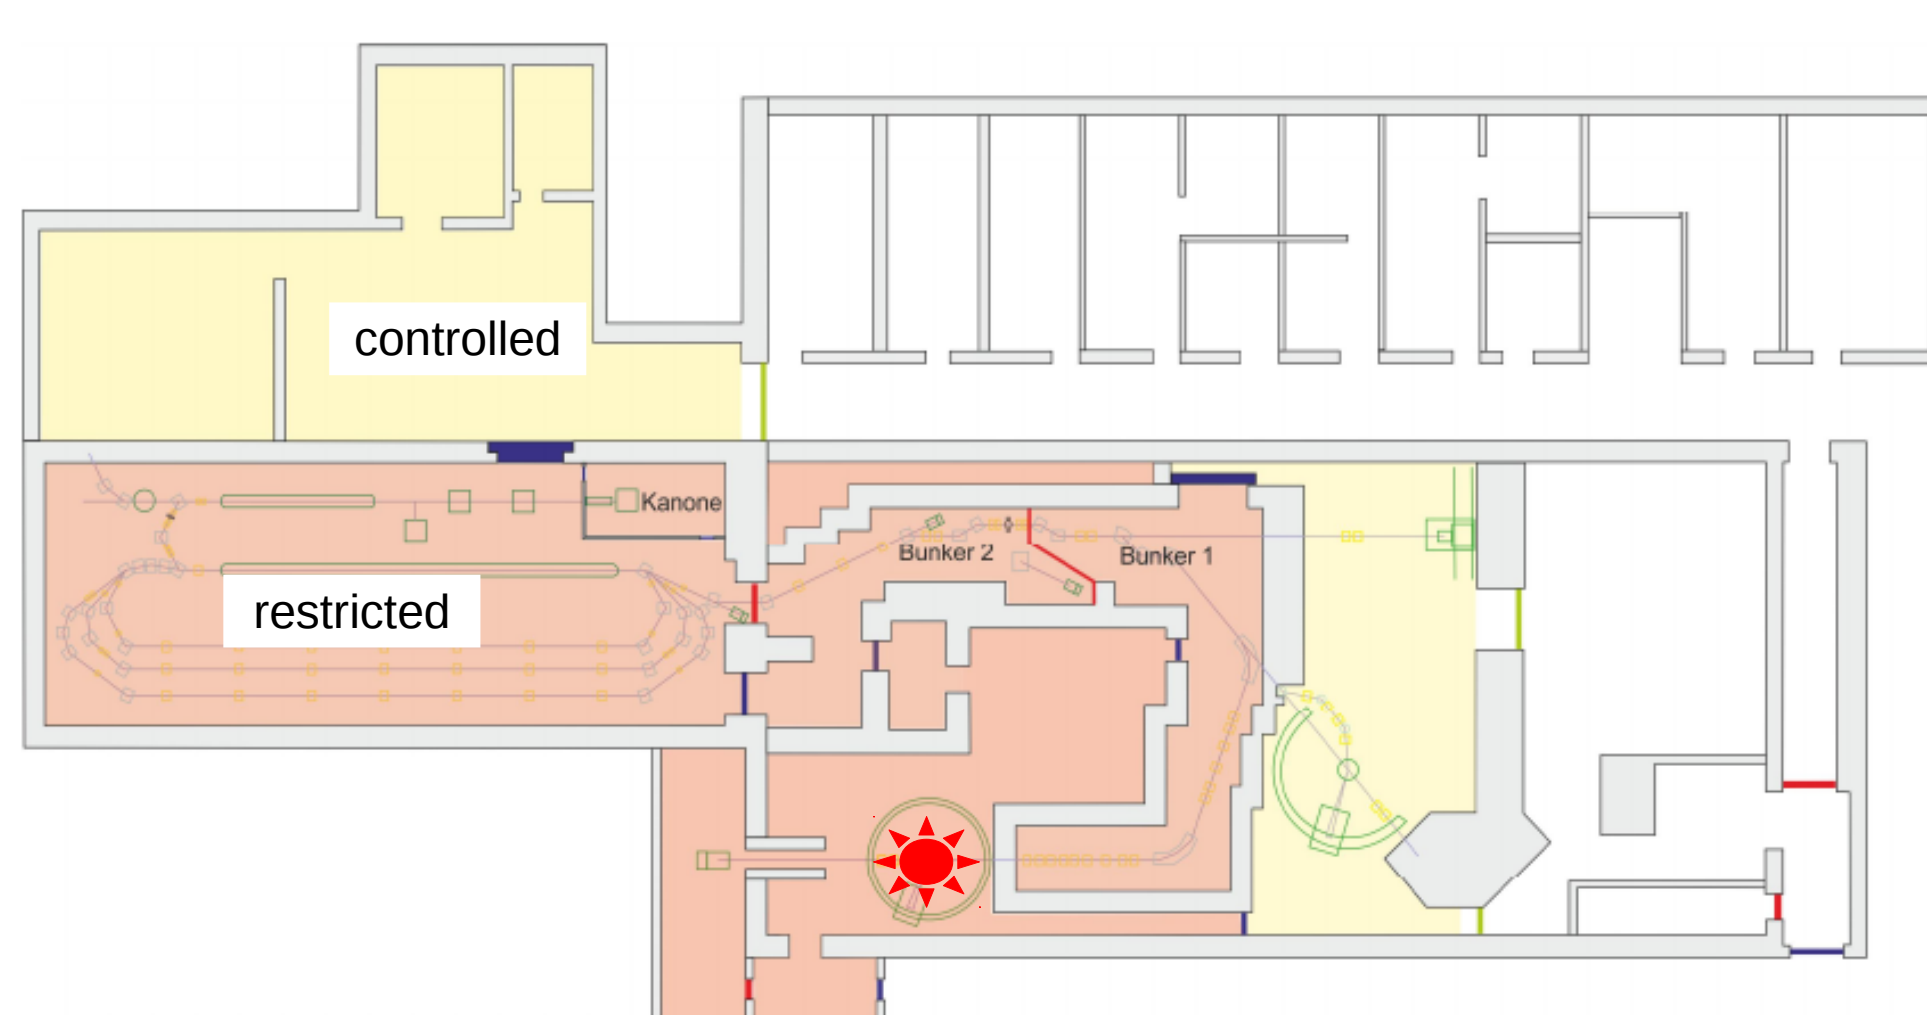 controlled
Kanone
Bunker 2
Bunker 1
restricted